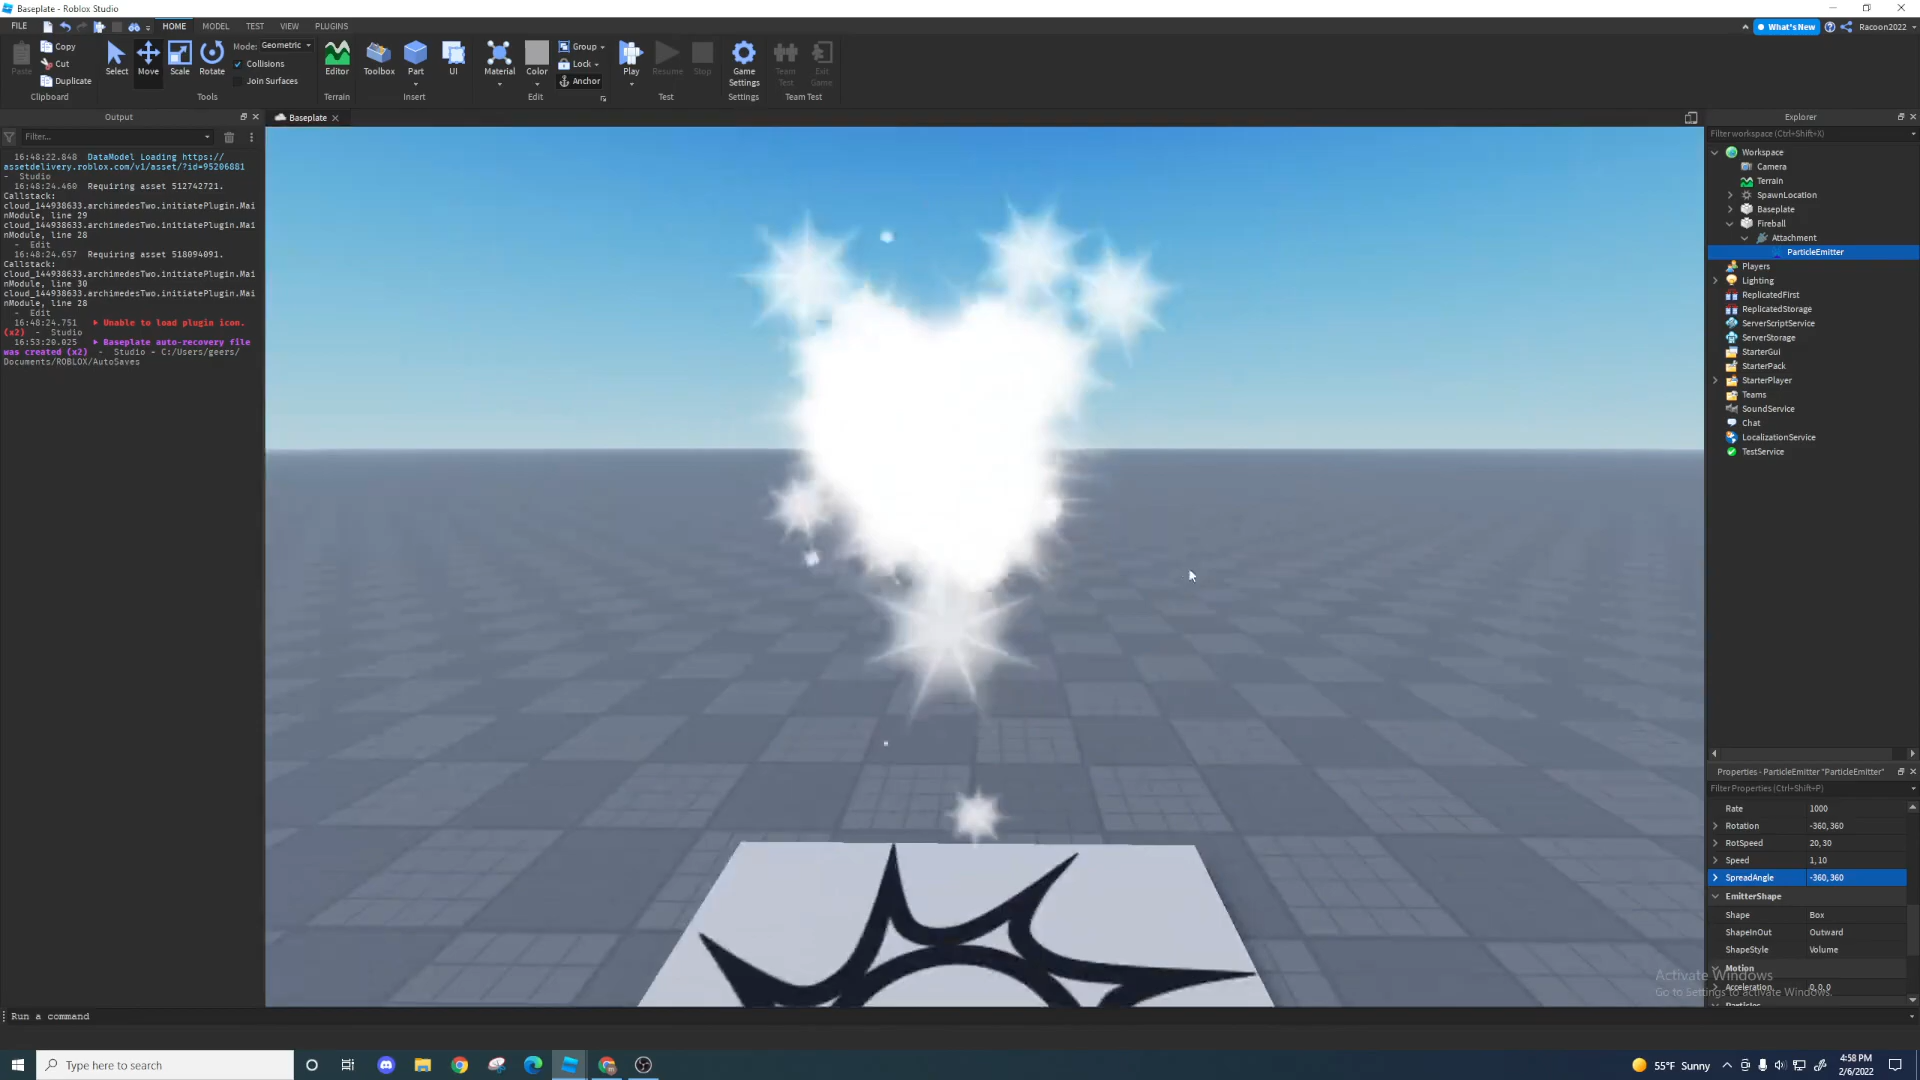 Baseplate - Roblox Studio
FILE HOME MODEL TEST VIEW PLUGINS
What's New Racoon2022
Paste Copy Cut Duplicate
Clipboard
Select Move Scale Rotate
Mode: Geometric
Collisions
Join Surfaces
Tools
Editor
Terrain
Toolbox Part UI
Insert
Material Color
Group
Lock
Anchor
Edit
Play Resume Stop
Test
Game Settings
Settings
Team Test Exit Game
Team Test
Output
Filter...
16:48:22.848 DataModel Loading https://
assetdelivery.roblox.com/v1/asset/?id=95206881
- Studio
16:48:24.460 Requiring asset 512742721.
Callstack:
cloud_144938633.archimedesTwo.initiatePlugin.Mai
nModule, line 29
cloud_144938633.archimedesTwo.initiatePlugin.Mai
nModule, line 28
- Edit
16:48:24.657 Requiring asset 518094091.
Callstack:
cloud_144938633.archimedesTwo.initiatePlugin.Mai
nModule, line 30
cloud_144938633.archimedesTwo.initiatePlugin.Mai
nModule, line 28
- Edit
16:48:24.751 Unable to load plugin icon.
(x2) - Studio
16:53:20.025 Baseplate auto-recovery file
was created (x2) - Studio - C:/Users/geers/
Documents/ROBLOX/AutoSaves
Baseplate
Explorer
Filter workspace (Ctrl+Shift+X)
Workspace
Camera
Terrain
SpawnLocation
Baseplate
Fireball
Attachment
ParticleEmitter
Players
Lighting
ReplicatedFirst
ReplicatedStorage
ServerScriptService
ServerStorage
StarterGui
StarterPack
StarterPlayer
Teams
SoundService
Chat
LocalizationService
TestService
Properties - ParticleEmitter "ParticleEmitter"
Filter Properties (Ctrl+Shift+P)
Rate 1000
Rotation -360, 360
RotSpeed 20, 30
Speed 1, 10
SpreadAngle -360, 360
EmitterShape
Shape Box
ShapeInOut Outward
ShapeStyle Volume
Motion
Acceleration 0, 0, 0
Particles
Activate Windows
Go to Settings to activate Windows.
Run a command
Type here to search
55°F Sunny
4:58 PM
2/6/2022